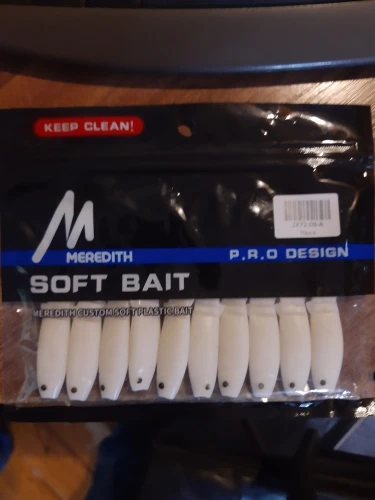 KEEP CLEAN!
M
MEREDITH
P.R.O DESIGN
SOFT BAIT
MEREDITH CUSTOM SOFT PLASTIC BAIT